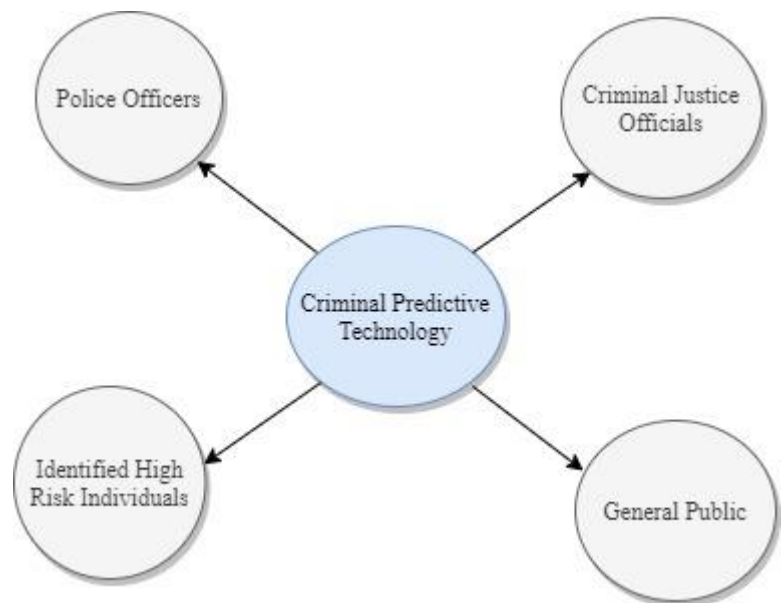 Police Officers
Criminal Justice
Officials
Criminal Predictive
Technology
Identified High
Risk Individuals
General Public